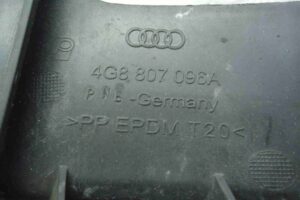 4G8 807 096A
-Germany
>PP EPDM T20<